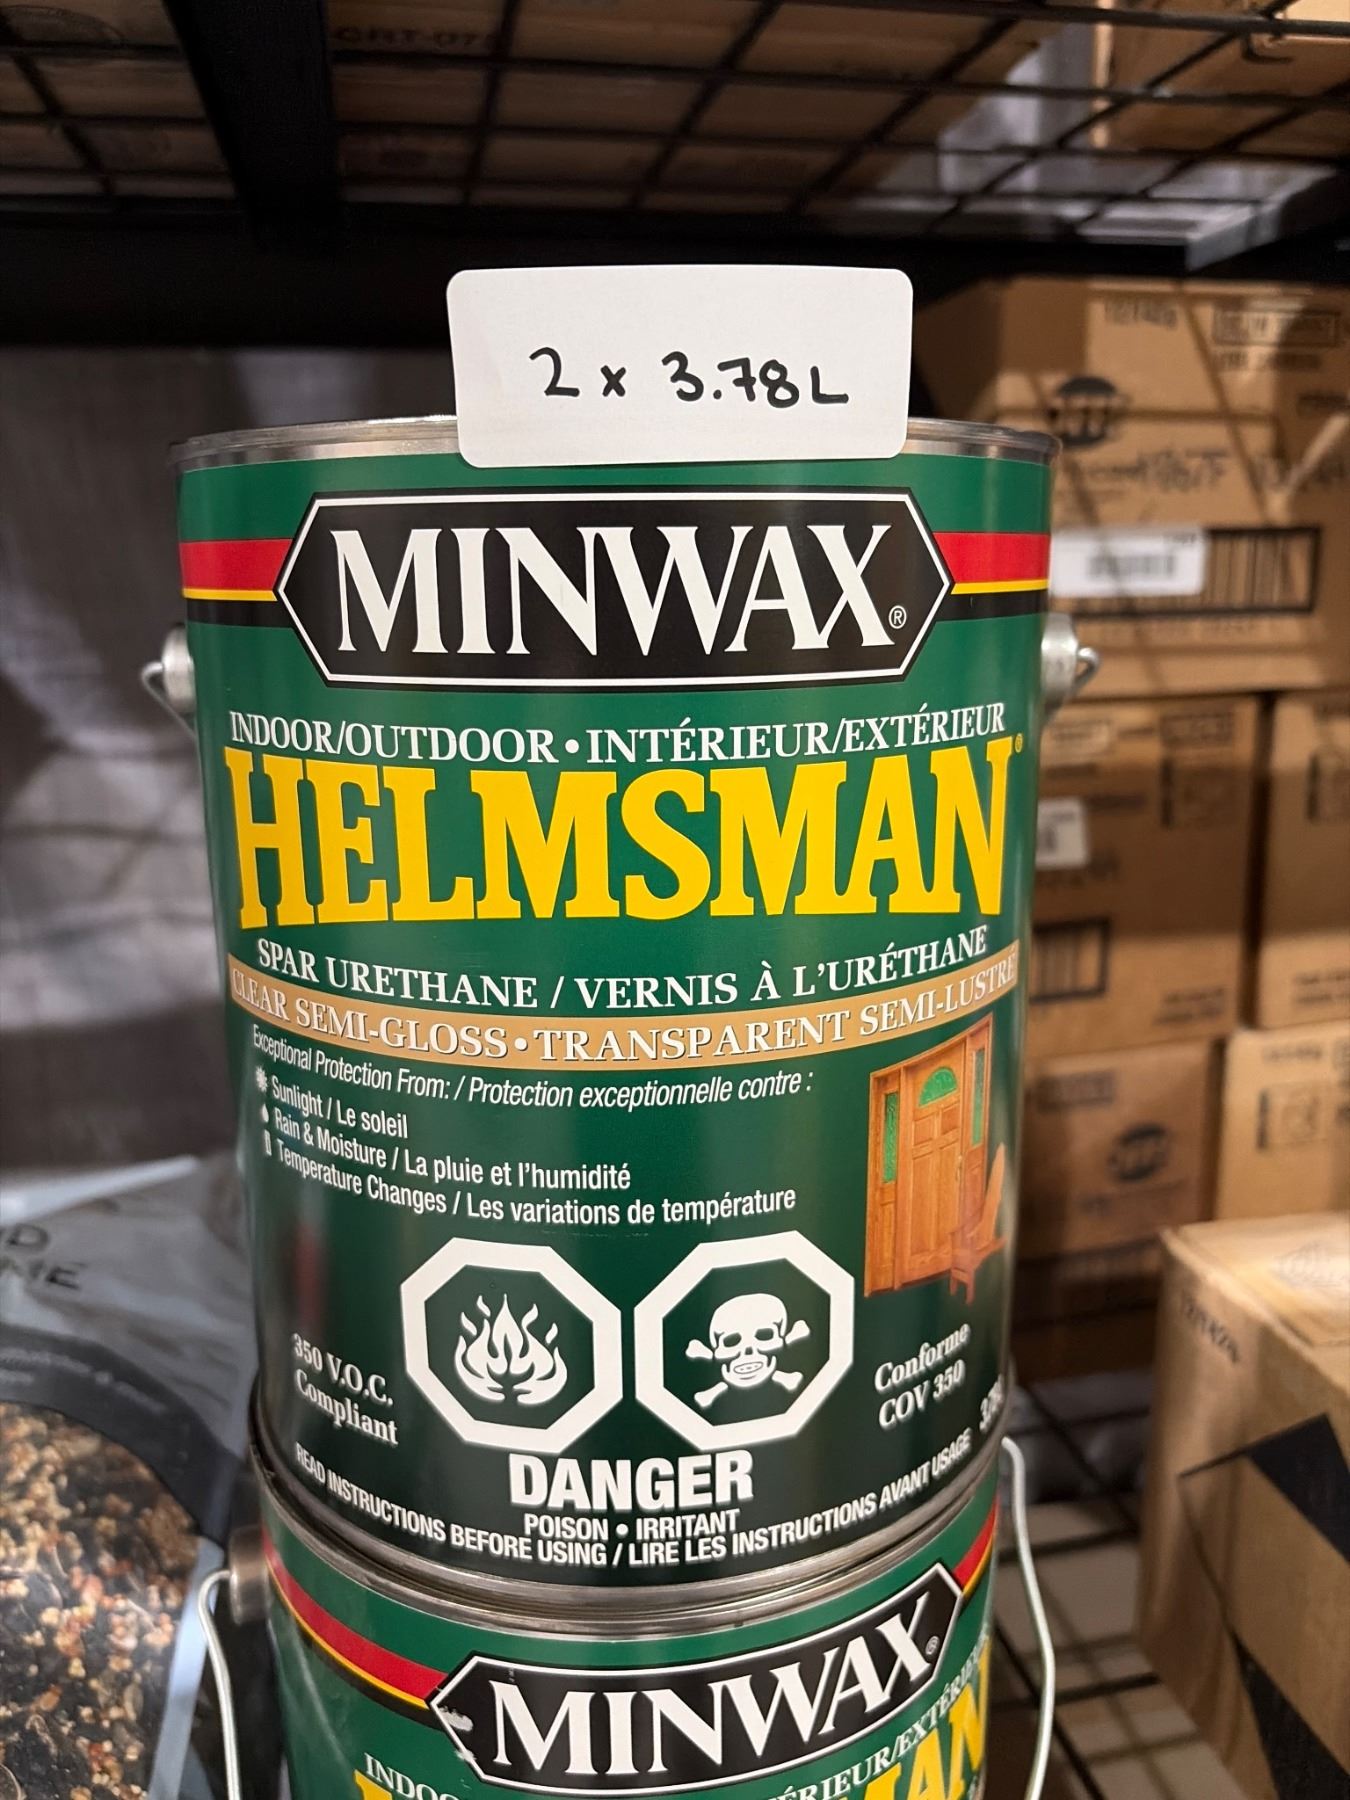 2 x 3.78L
MINWAX®
INDOOR/OUTDOOR • INTÉRIEUR/EXTÉRIEUR
HELMSMAN®
SPAR URETHANE / VERNIS À L'URÉTHANE
CLEAR SEMI-GLOSS • TRANSPARENT SEMI-LUSTRÉ
Exceptional Protection From: / Protection exceptionnelle contre :
Sunlight / Le soleil
Rain & Moisture / La pluie et l'humidité
Temperature Changes / Les variations de température
350 V.O.C.
Compliant
Conforme
COV 350
DANGER
POISON • IRRITANT
READ INSTRUCTIONS BEFORE USING / LIRE LES INSTRUCTIONS AVANT USAGE
MINWAX®